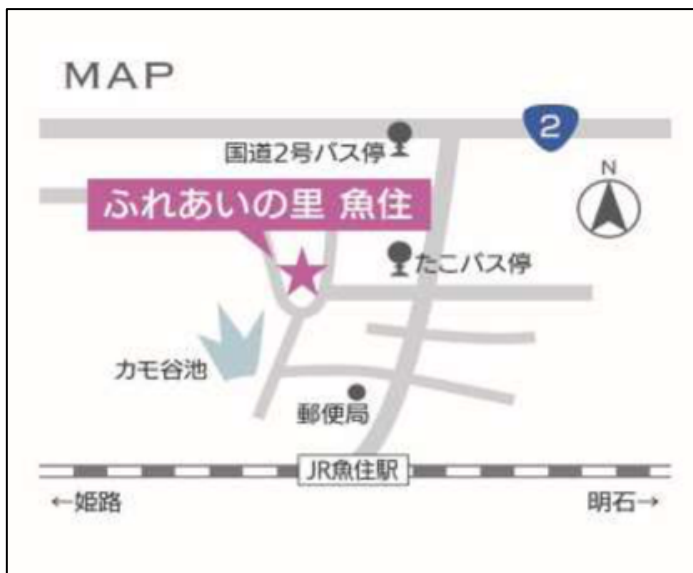 MAP
2
国道2号バス停
N
ふれあいの里 魚住
たこバス停
カモ谷池
郵便局
JR魚住駅
←姫路
明石→